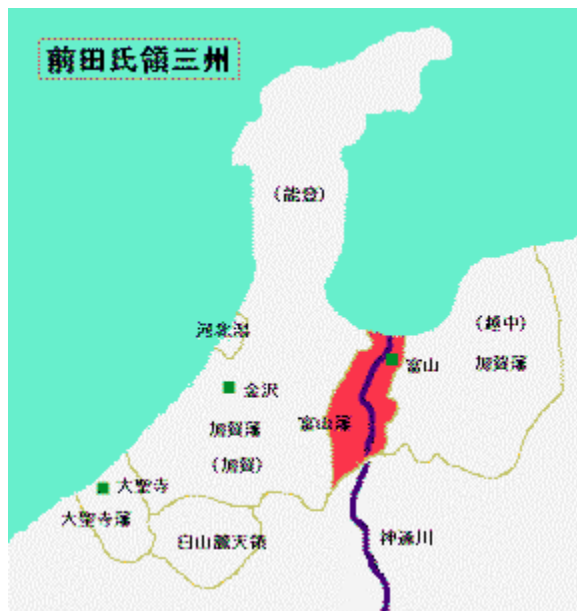 前田氏領三州
(能登)
河北潟
(越中)
富山
加賀藩
金沢
富山藩
加賀藩
(加賀)
大聖寺
大聖寺藩
白山麓天領
神通川